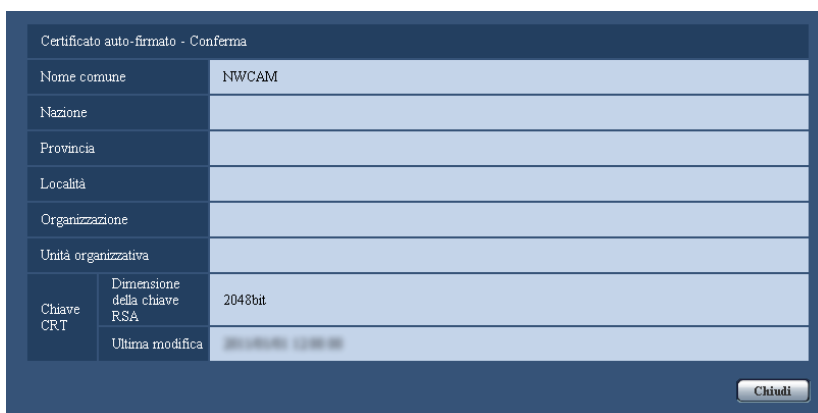 Certificato auto-firmato - Conferma
Nome comune NWCAM
Nazione
Provincia
Località
Organizzazione
Unità organizzativa
Chiave CRT
Dimensione della chiave RSA
2048bit
Ultima modifica
Chiudi